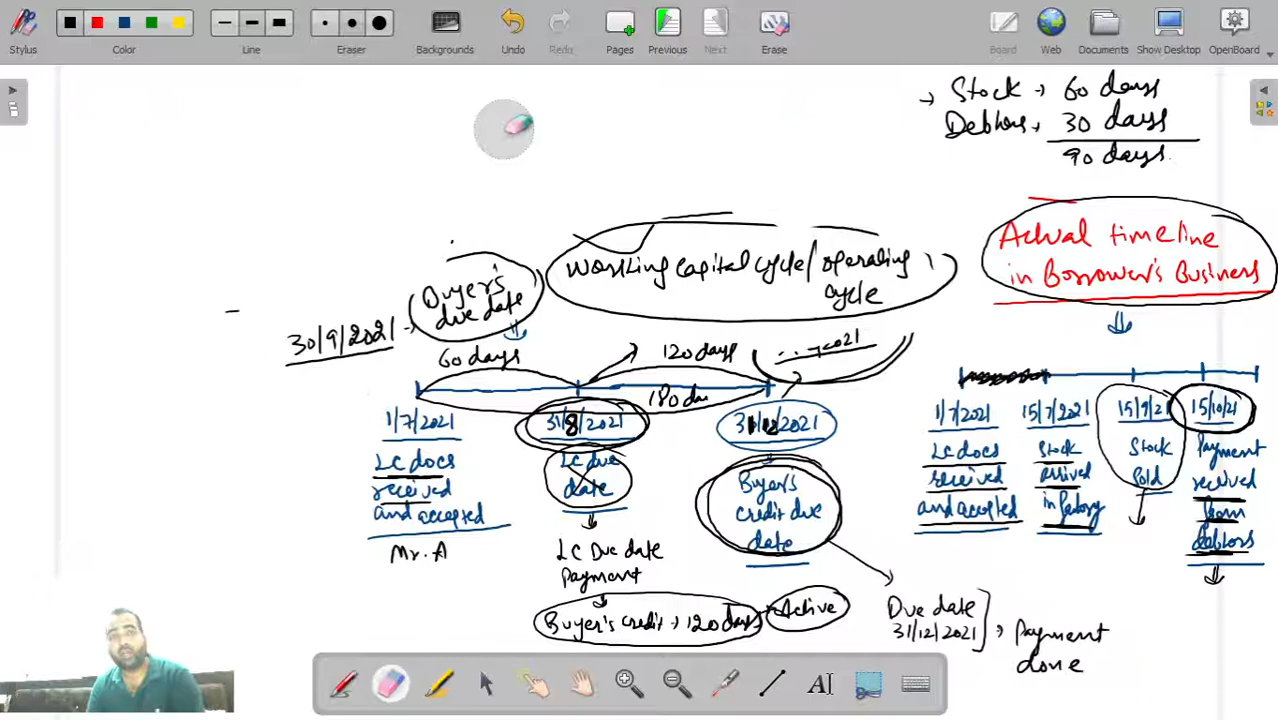 Stylus
Color
Line
Eraser
Backgrounds
Undo
Redo
Pages
Previous
Next
Erase
Board
Web
Documents
Show Desktop
OpenBoard
→ Stock → 60 days
Debtors → 30 days
90 days
Actual timeline
in Borrower's Business
Working capital cycle/operating
cycle
Buyer's
due date
30/9/2021 →
60 days
120 days
2021
180 da
1/7/2021
LC docs
received
and accepted
Mr. A
31/8/2021
LC due
date
LC Due date
Payment
Buyer's credit → 120 days
Active
31/12/2021
Buyer's
credit due
date
Due date
31/12/2021
→ Payment
done
1/7/2021
LC docs
received
and accepted
15/7/2021
Stock
arrived
in factory
15/9/21
Stock
Sold
15/10/21
Payment
received
from
debtors